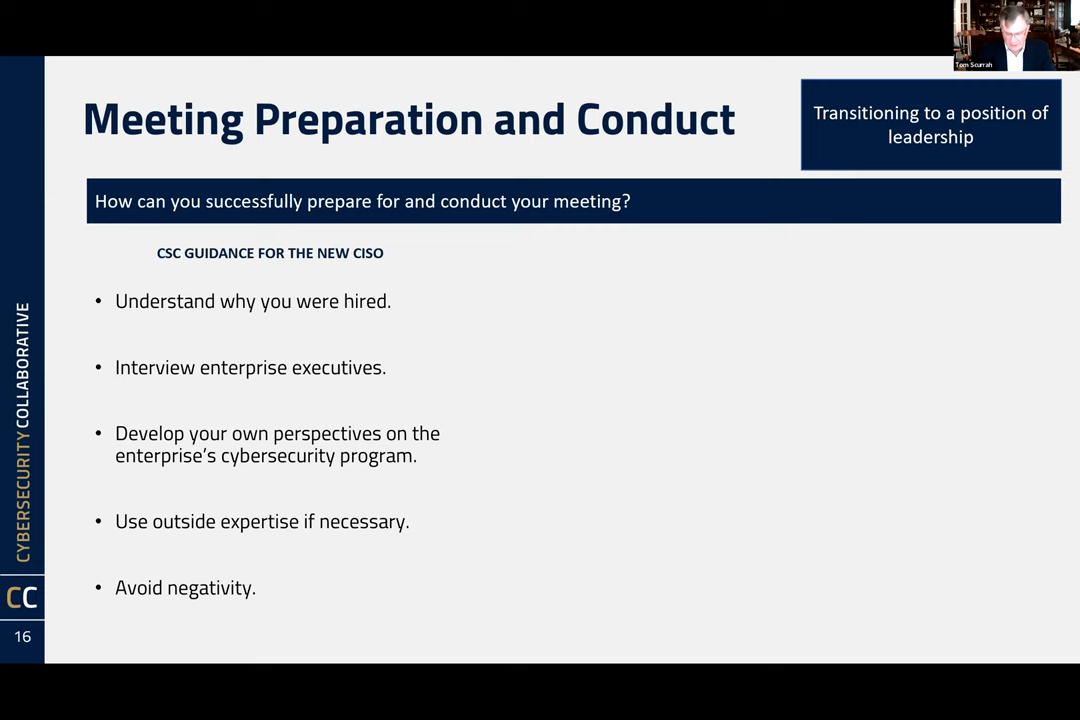 Tom Scurrah
Meeting Preparation and Conduct
Transitioning to a position of
leadership
How can you successfully prepare for and conduct your meeting?
CSC GUIDANCE FOR THE NEW CISO
• Understand why you were hired.
• Interview enterprise executives.
• Develop your own perspectives on the
enterprise's cybersecurity program.
• Use outside expertise if necessary.
• Avoid negativity.
CYBERSECURITY COLLABORATIVE
CC
16